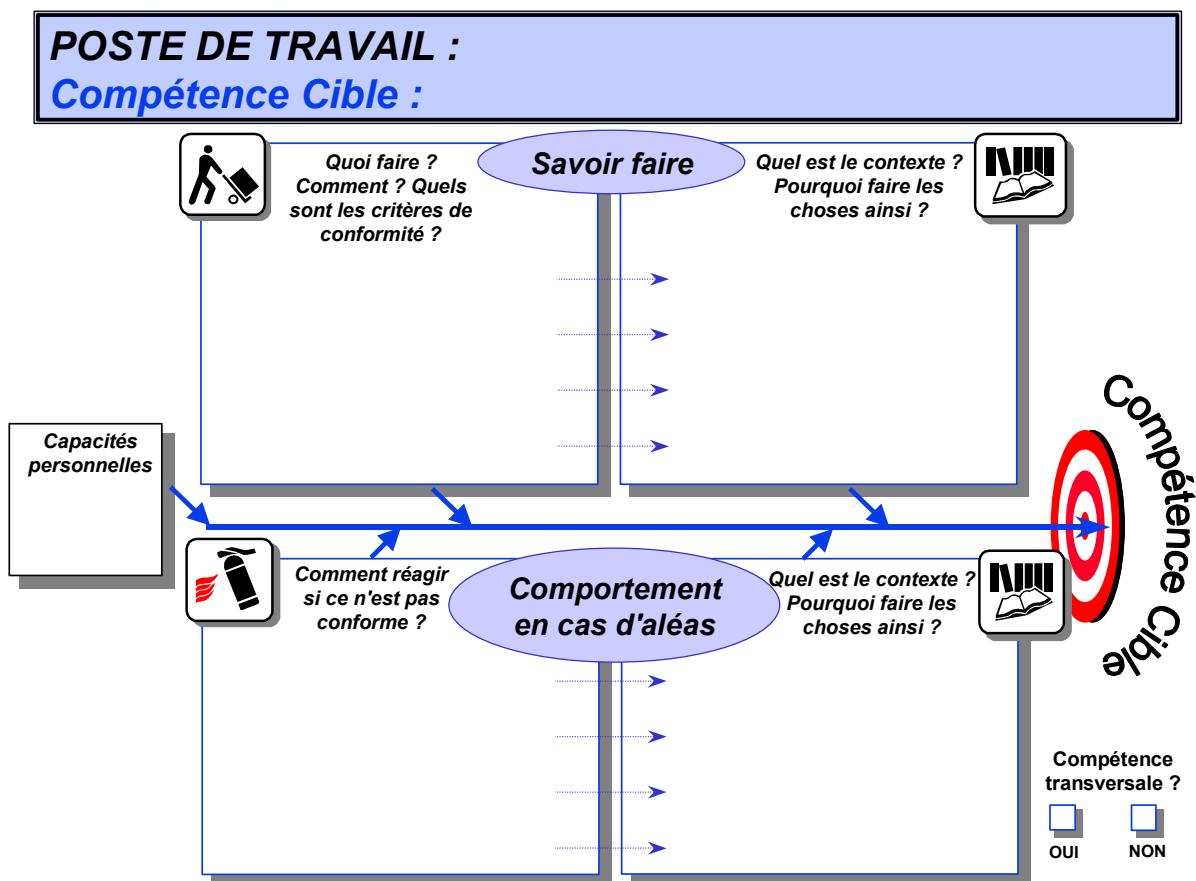 POSTE DE TRAVAIL :
Compétence Cible :
Quoi faire ?
Comment ? Quels
sont les critères de
conformité ?
Savoir faire
Quel est le contexte ?
Pourquoi faire les
choses ainsi ?
Capacités
personnelles
Compétence Cible
Comment réagir
si ce n'est pas
conforme ?
Comportement
en cas d'aléas
Quel est le contexte ?
Pourquoi faire les
choses ainsi ?
Compétence
transversale ?
OUI
NON